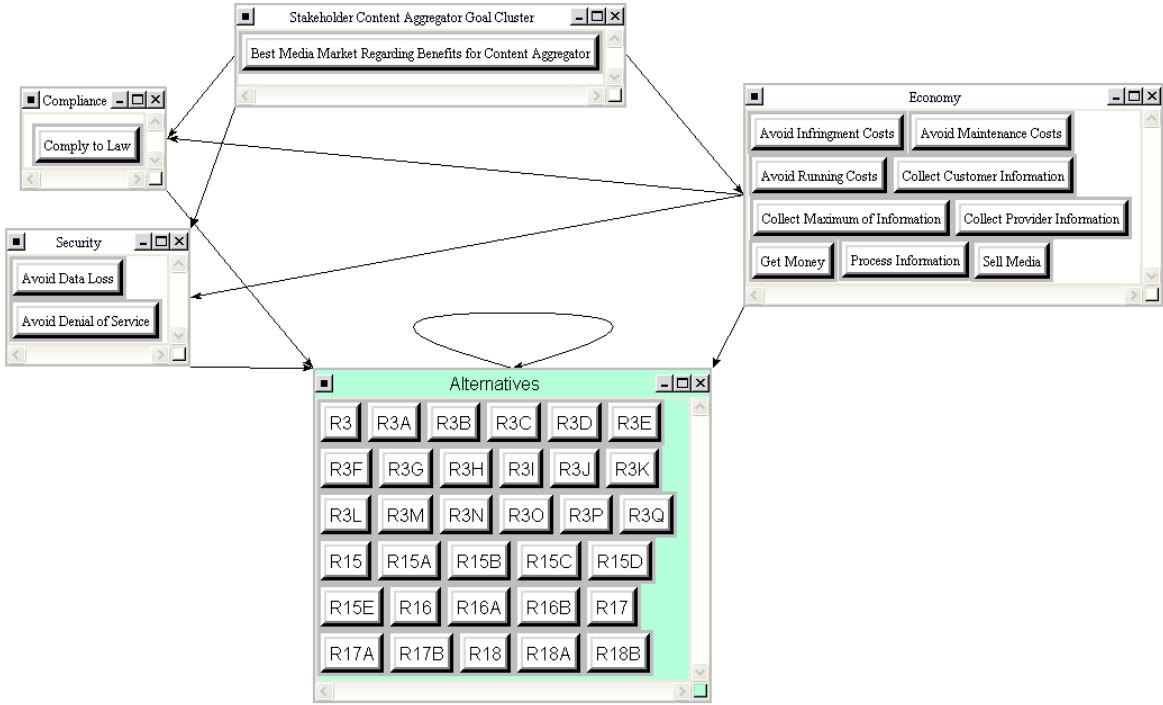 Stakeholder Content Aggregator Goal Cluster
Best Media Market Regarding Benefits for Content Aggregator
Compliance
Comply to Law
Economy
Avoid Infringment Costs Avoid Maintenance Costs
Avoid Running Costs Collect Customer Information
Collect Maximum of Information Collect Provider Information
Get Money Process Information Sell Media
Security
Avoid Data Loss
Avoid Denial of Service
Alternatives
R3 R3A R3B R3C R3D R3E
R3F R3G R3H R3I R3J R3K
R3L R3M R3N R3O R3P R3Q
R15 R15A R15B R15C R15D
R15E R16 R16A R16B R17
R17A R17B R18 R18A R18B